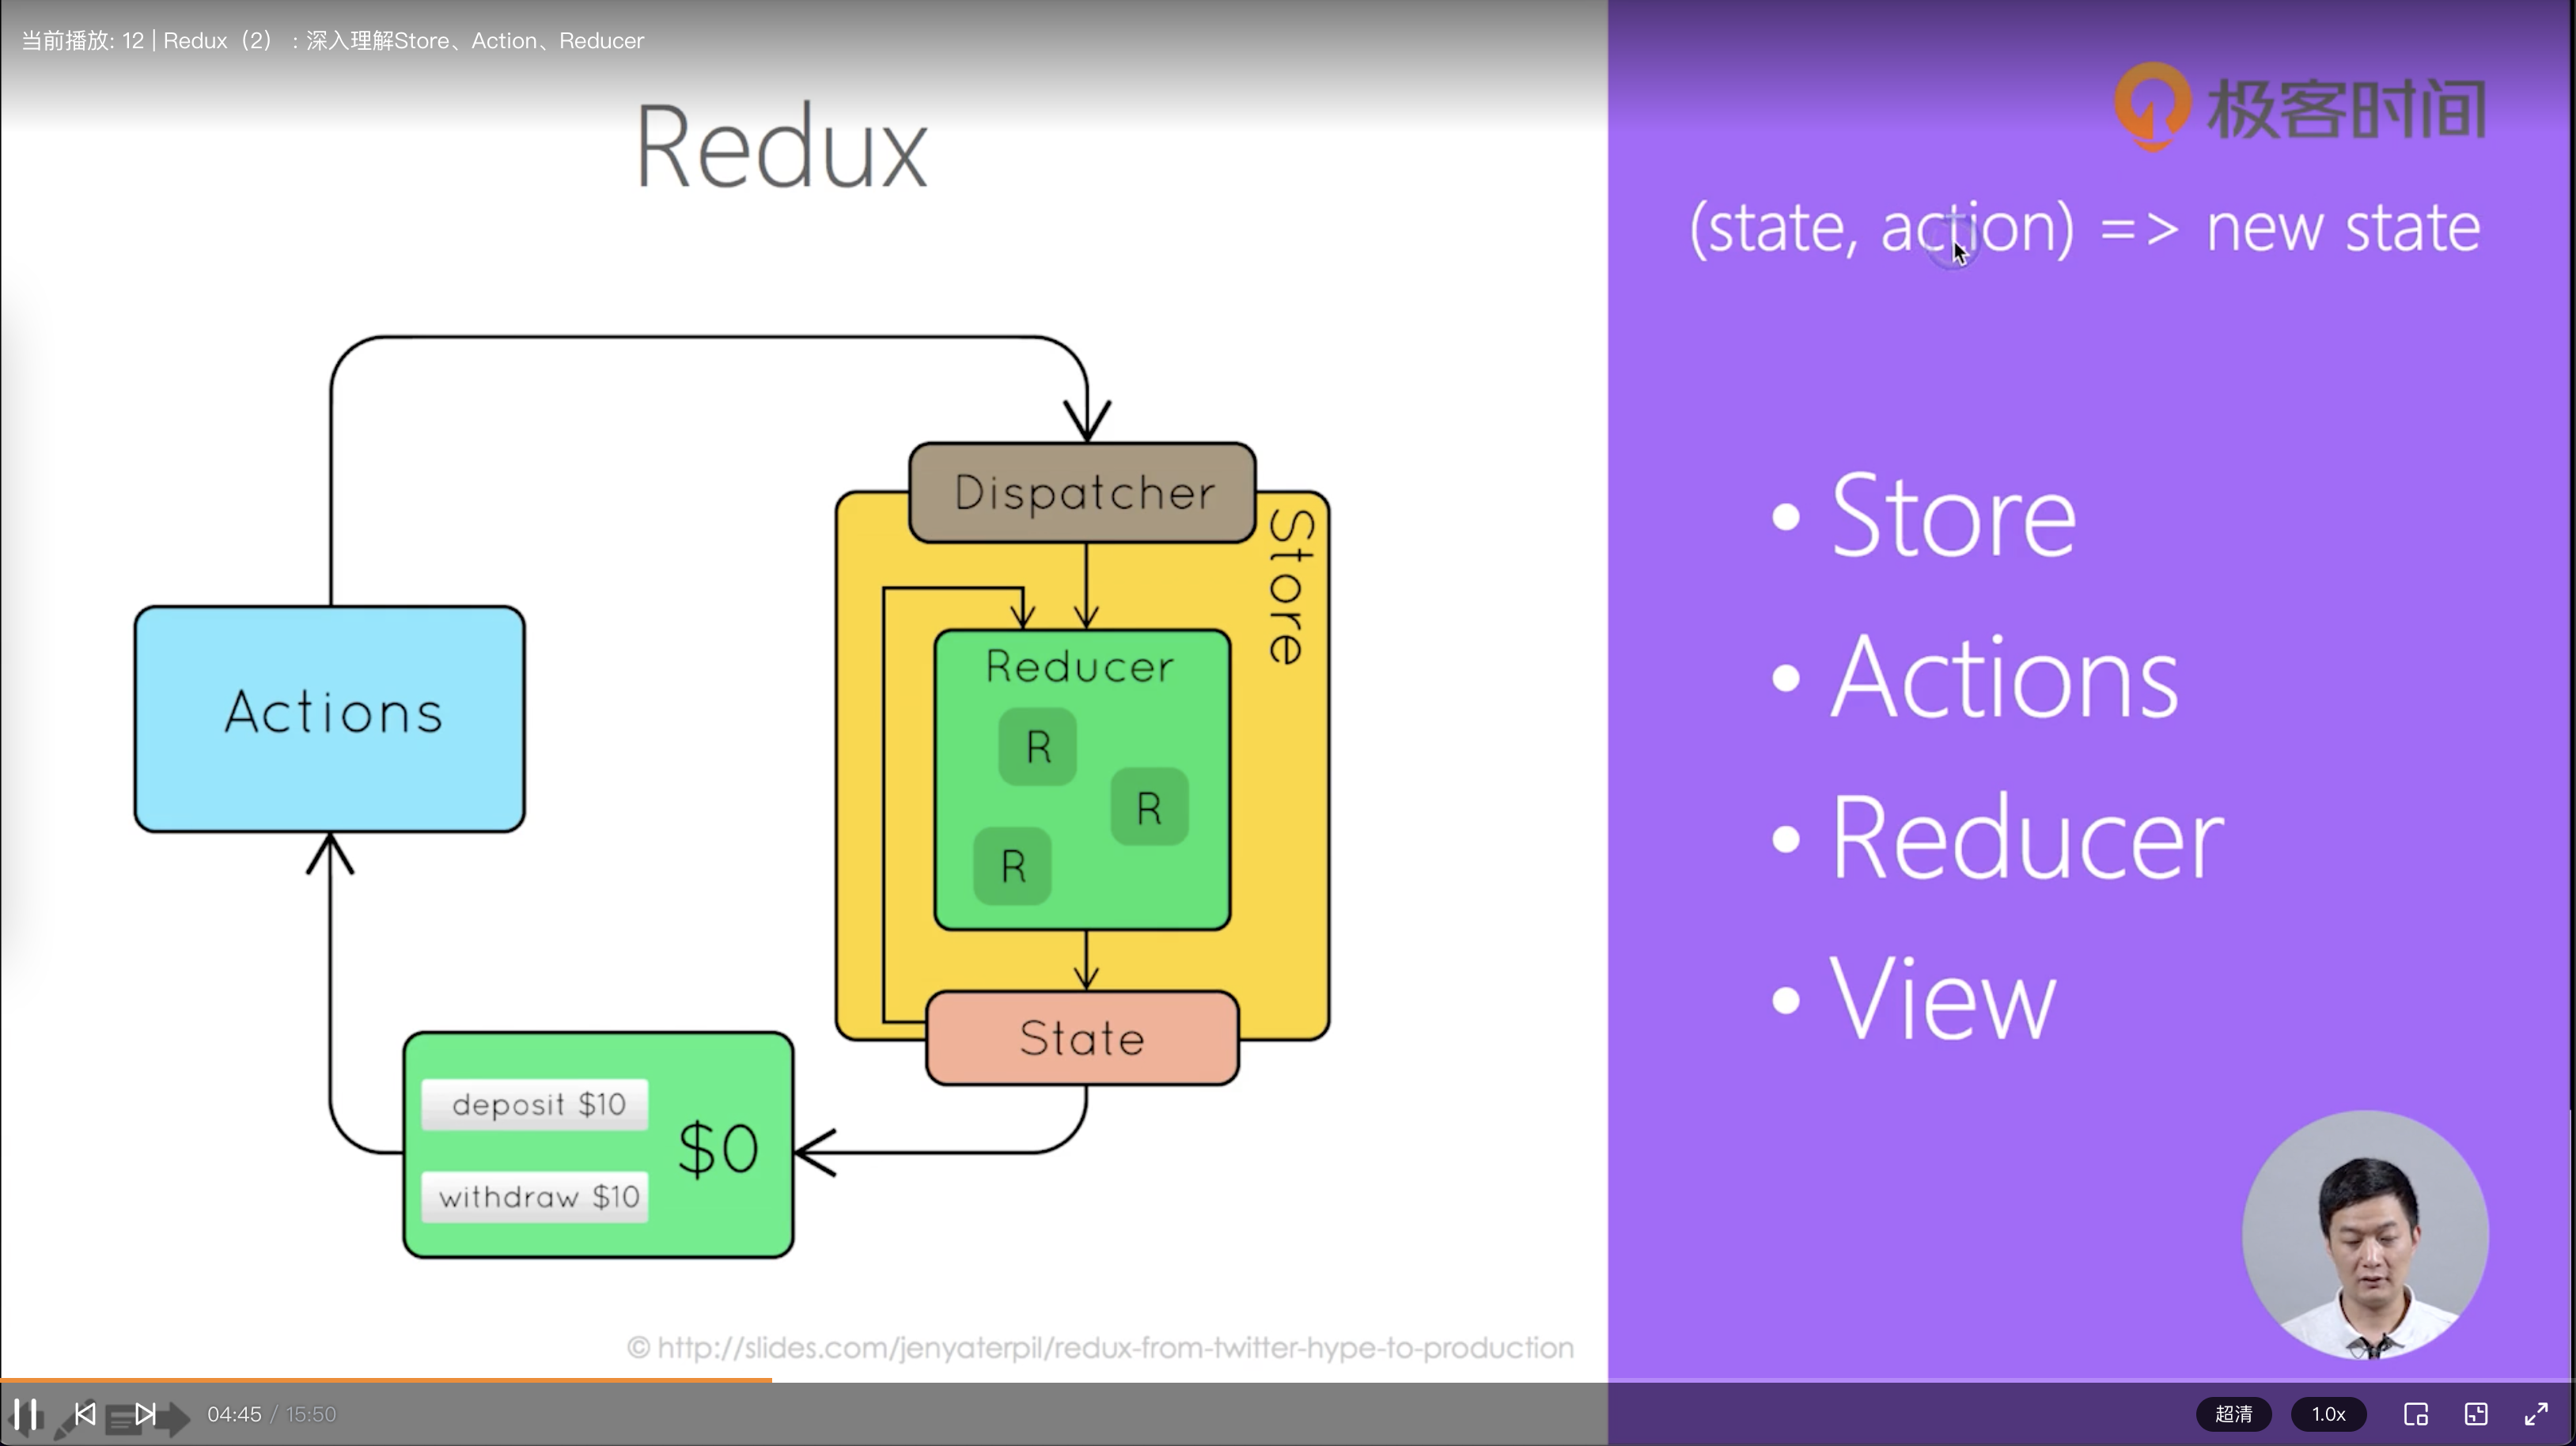 当前播放: 12 | Redux（2）：深入理解Store、Action、Reducer
Redux
Dispatcher
Store
Reducer
R
R
R
Actions
State
deposit $10
$0
withdraw $10
© http://slides.com/jenyaterpil/redux-from-twitter-hype-to-production
极客时间
(state, action) => new state
• Store
• Actions
• Reducer
• View
04:45 / 15:50
超清
1.0x